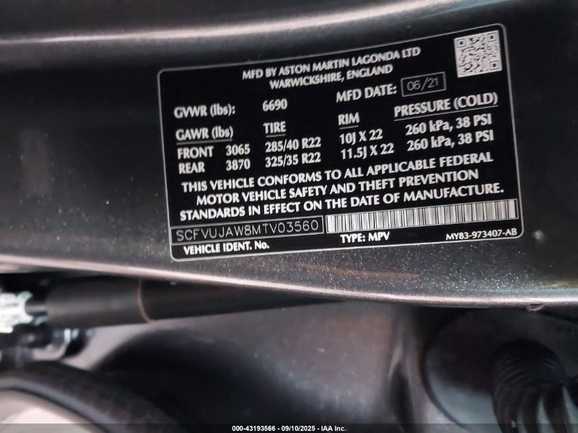 MFD BY ASTON MARTIN LAGONDA LTD
WARWICKSHIRE, ENGLAND
MFD DATE: 06/21
GVWR (lbs): 6690
GAWR (lbs) TIRE RIM PRESSURE (COLD)
FRONT 3065 285/40 R22 10J X 22 260 kPa, 38 PSI
REAR 3870 325/35 R22 11.5J X 22 260 kPa, 38 PSI
THIS VEHICLE CONFORMS TO ALL APPLICABLE FEDERAL
MOTOR VEHICLE SAFETY AND THEFT PREVENTION
STANDARDS IN EFFECT ON THE DATE OF MANUFACTURE.
SCFVUJAW8MTV03560
VEHICLE IDENT. No. TYPE: MPV MY83-973407-AB
000-43193566 - 09/10/2025 - IAA Inc.